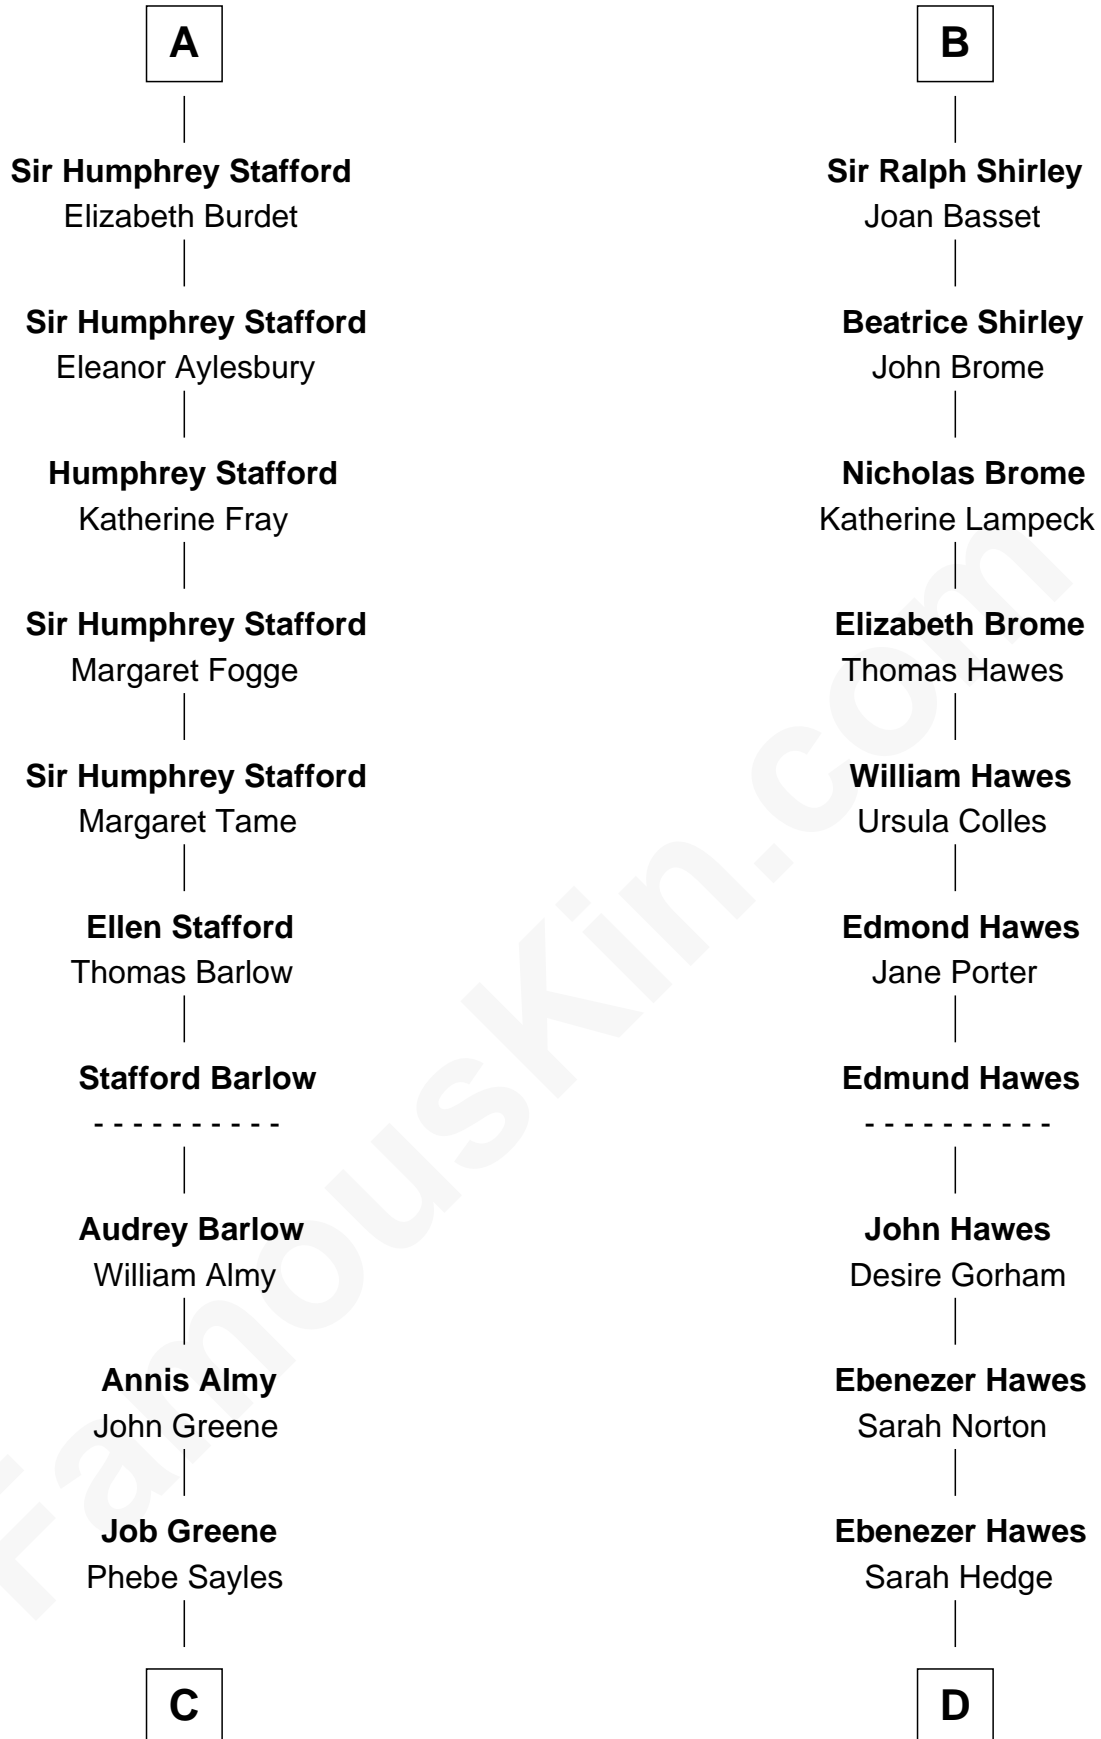 A
Sir Humphrey Stafford
Elizabeth Burdet
Sir Humphrey Stafford
Eleanor Aylesbury
Humphrey Stafford
Katherine Fray
Sir Humphrey Stafford
Margaret Fogge
Sir Humphrey Stafford
Margaret Tame
Ellen Stafford
Thomas Barlow
Stafford Barlow
- - - - - - - - - -
Audrey Barlow
William Almy
Annis Almy
John Greene
Job Greene
Phebe Sayles
C
B
Sir Ralph Shirley
Joan Basset
Beatrice Shirley
John Brome
Nicholas Brome
Katherine Lampeck
Elizabeth Brome
Thomas Hawes
William Hawes
Ursula Colles
Edmond Hawes
Jane Porter
Edmund Hawes
- - - - - - - - - -
John Hawes
Desire Gorham
Ebenezer Hawes
Sarah Norton
Ebenezer Hawes
Sarah Hedge
D
FamousKin.com